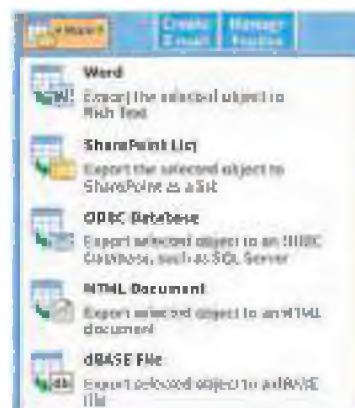 More
Create E-mail
Manage Replies
Word
Export the selected object to
Rich Text
SharePoint List
Export the selected object to
SharePoint as a list
ODBC Database
Export selected object to an ODBC
Database, such as SQL Server
HTML Document
Export selected object to an HTML
document
dBASE File
Export selected object to a dBASE
file